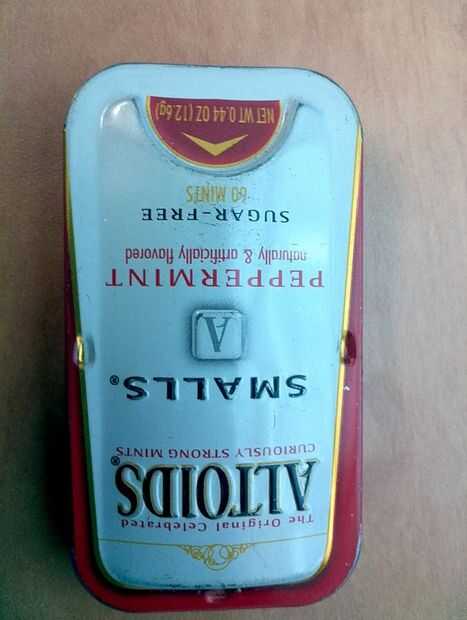 The Original Celebrated
ALTOIDS®
CURIOUSLY STRONG MINTS
SMALLS®
A
PEPPERMINT
naturally & artificially flavored
SUGAR-FREE
60 MINTS
NET WT 0.44 OZ (12.6g)